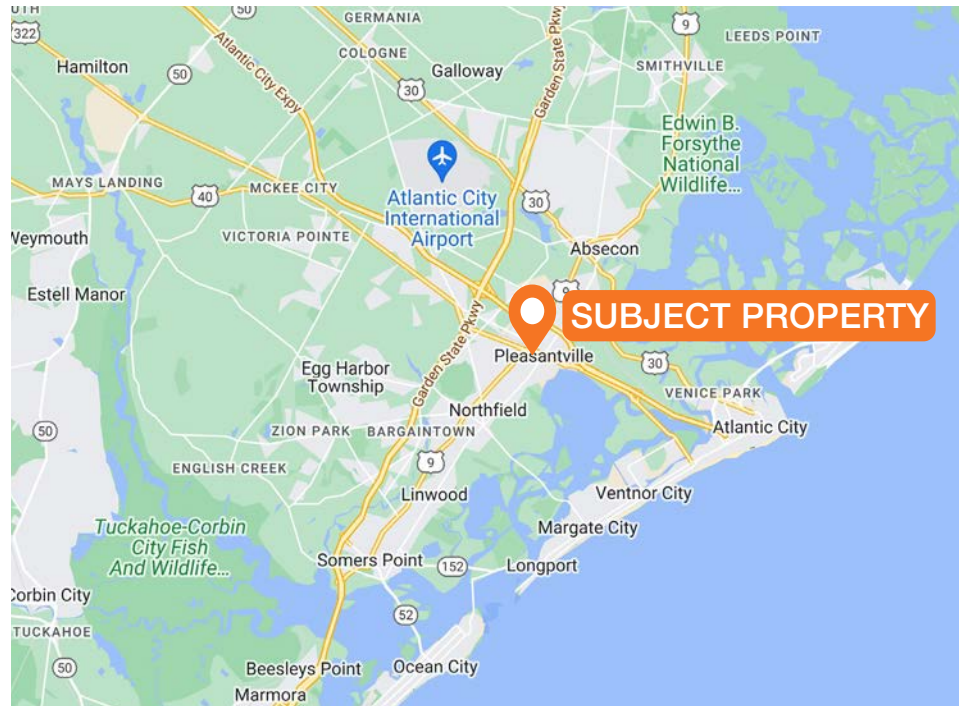 UTH
50
GERMANIA
9
LEEDS POINT
322
COLOGNE
Hamilton
50
Atlantic City Expy
Galloway
SMITHVILLE
30
Garden State Pkwy
Edwin B.
Forsythe
National
Wildlife...
MAYS LANDING
MCKEE CITY
40
Atlantic City
International
Airport
30
Weymouth
VICTORIA POINTE
Absecon
Estell Manor
9
SUBJECT PROPERTY
Garden State Pkwy
Pleasantville
30
Egg Harbor
Township
VENICE PARK
Northfield
50
ZION PARK
BARGAINTOWN
Atlantic City
ENGLISH CREEK
9
Linwood
Ventnor City
Tuckahoe-Corbin
City Fish
And Wildlife...
Margate City
Somers Point
152
Longport
Corbin City
52
TUCKAHOE
50
Beesleys Point
Ocean City
Marmora